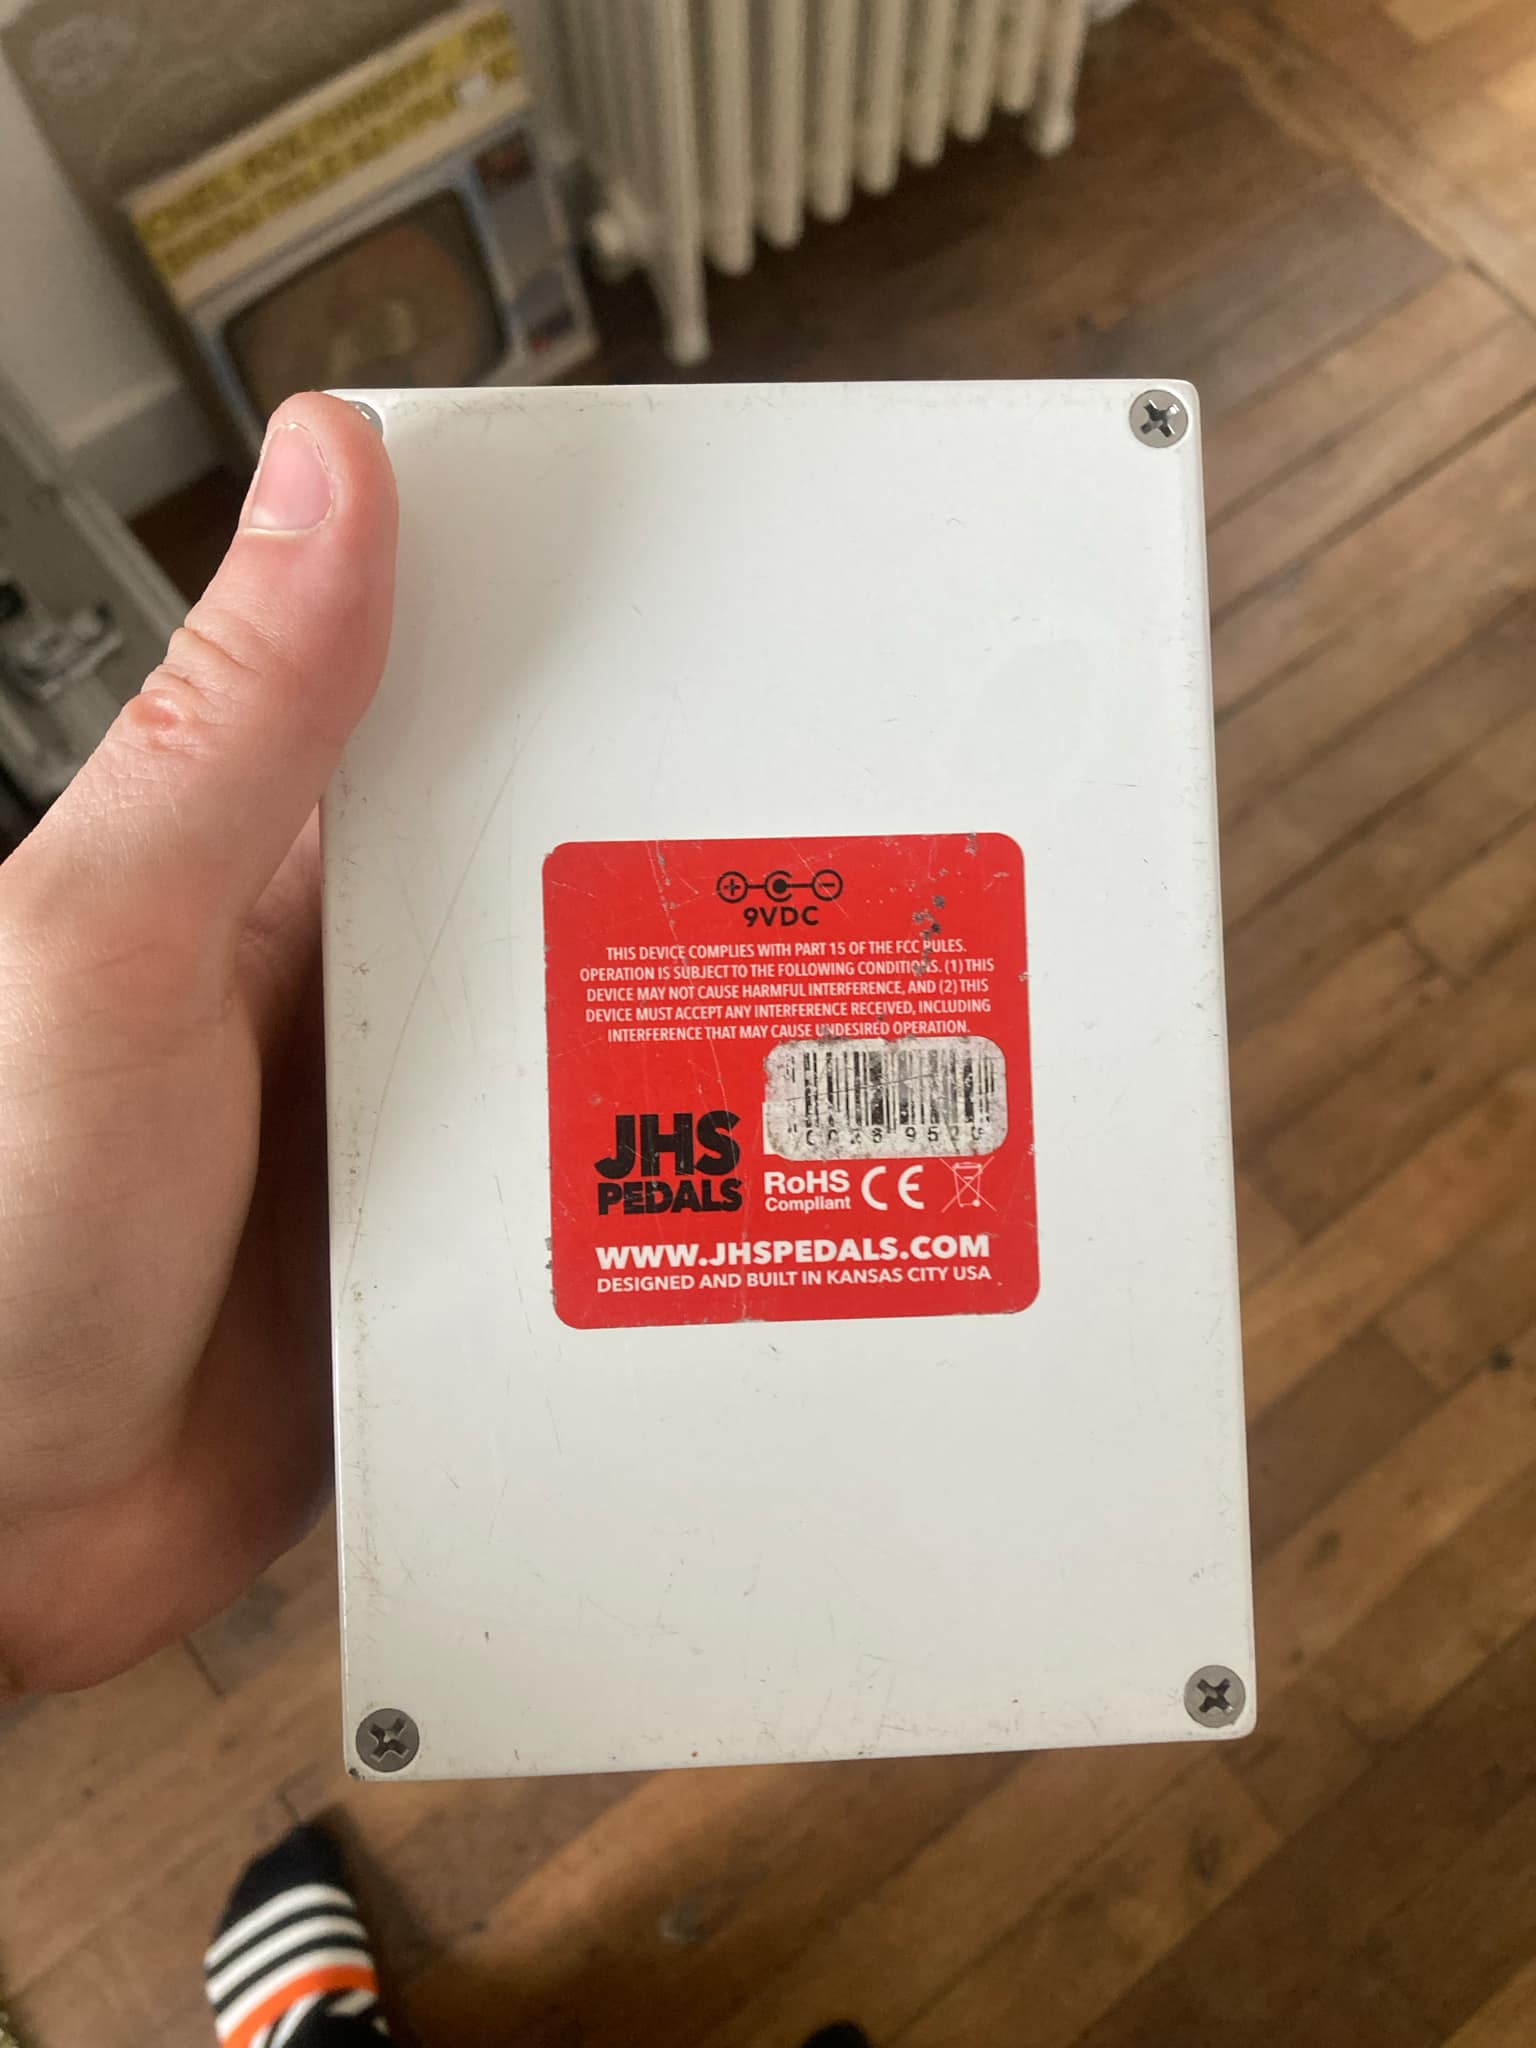 9VDC
THIS DEVICE COMPLIES WITH PART 15 OF THE FCC RULES.
OPERATION IS SUBJECT TO THE FOLLOWING CONDITIONS. (1) THIS
DEVICE MAY NOT CAUSE HARMFUL INTERFERENCE, AND (2) THIS
DEVICE MUST ACCEPT ANY INTERFERENCE RECEIVED, INCLUDING
INTERFERENCE THAT MAY CAUSE UNDESIRED OPERATION.
JHS
PEDALS
RoHS
Compliant
CE
WWW.JHSPEDALS.COM
DESIGNED AND BUILT IN KANSAS CITY USA